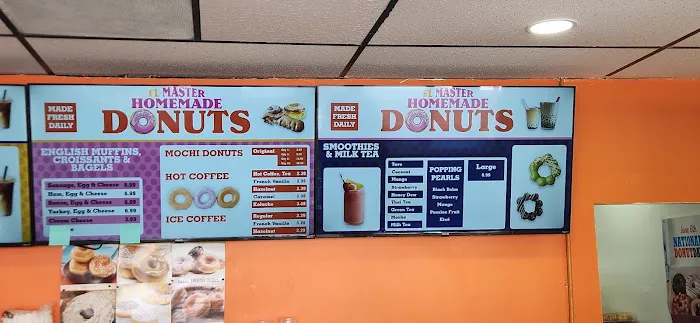 EL MASTER
HOMEMADE
DONUTS
MADE
FRESH
DAILY
ENGLISH MUFFINS,
CROISSANTS &
BAGELS
Sausage, Egg & Cheese
Ham, Egg & Cheese
Bacon, Egg & Cheese
Turkey, Egg & Cheese
Cream Cheese
MOCHI DONUTS
Original
HOT COFFEE
Hot Coffee, Tea
French Vanilla
Hazelnut
Caramel
ICE COFFEE
Regular
French Vanilla
Hazelnut
EL MASTER
HOMEMADE
DONUTS
MADE
FRESH
DAILY
SMOOTHIES
& MILK TEA
Taro
Coconut
Mango
Strawberry
Honey Dew
Thai Tea
Green Tea
Mocha
Milk Tea
POPPING
PEARLS
Black Boba
Strawberry
Mango
Passion Fruit
Kiwi
Large
June 6th
NATIONAL